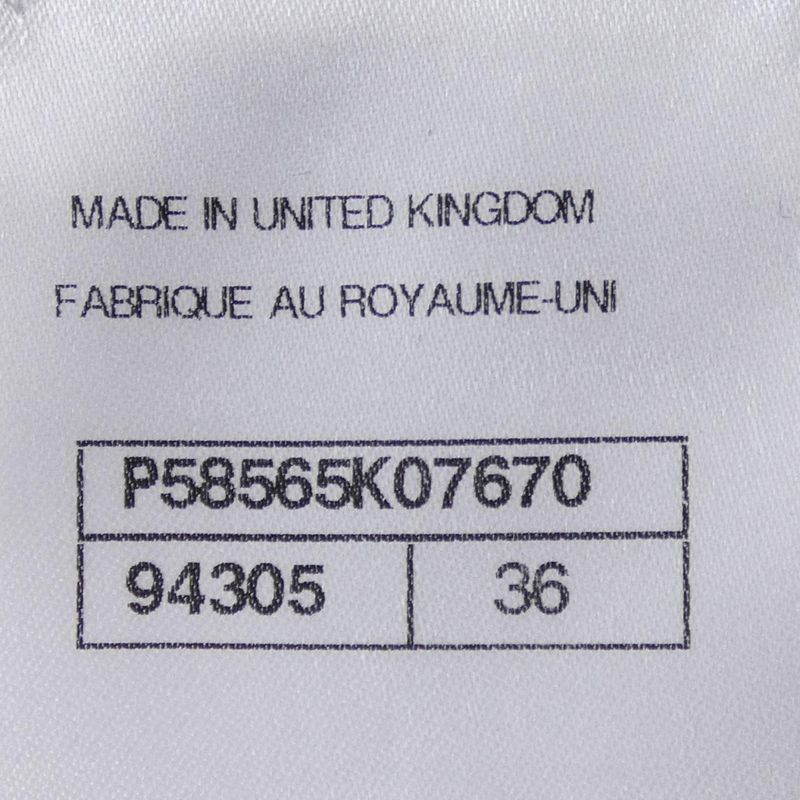 MADE IN UNITED KINGDOM
FABRIQUE AU ROYAUME-UNI
P58565K07670
94305 36